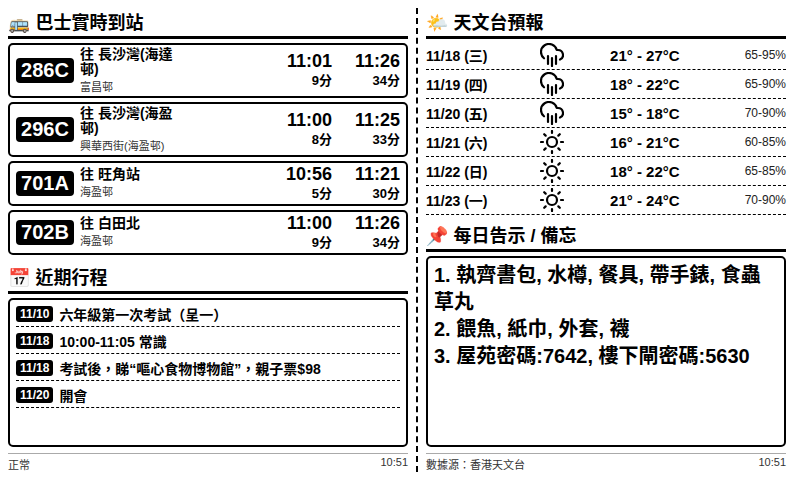 巴士實時到站
286C
往 長沙灣(海達
邨)
富昌邨
11:01
9分
11:26
34分
296C
往 長沙灣(海盈
邨)
興華西街(海盈邨)
11:00
8分
11:25
33分
701A
往 旺角站
海盈邨
10:56
5分
11:21
30分
702B
往 白田北
海盈邨
11:00
9分
11:26
34分
近期行程
11/10 六年級第一次考試（呈一）
11/18 10:00-11:05 常識
11/18 考試後，睇“嘔心食物博物館”，親子票$98
11/20 開會
正常 10:51
天文台預報
11/18 (三) 21° - 27°C 65-95%
11/19 (四) 18° - 22°C 65-90%
11/20 (五) 15° - 18°C 70-90%
11/21 (六) 16° - 21°C 60-85%
11/22 (日) 18° - 22°C 65-85%
11/23 (一) 21° - 24°C 70-90%
每日告示 / 備忘
1. 執齊書包, 水樽, 餐具, 帶手錶, 食蟲
草丸
2. 餵魚, 紙巾, 外套, 襪
3. 屋苑密碼:7642, 樓下閘密碼:5630
數據源：香港天文台 10:51